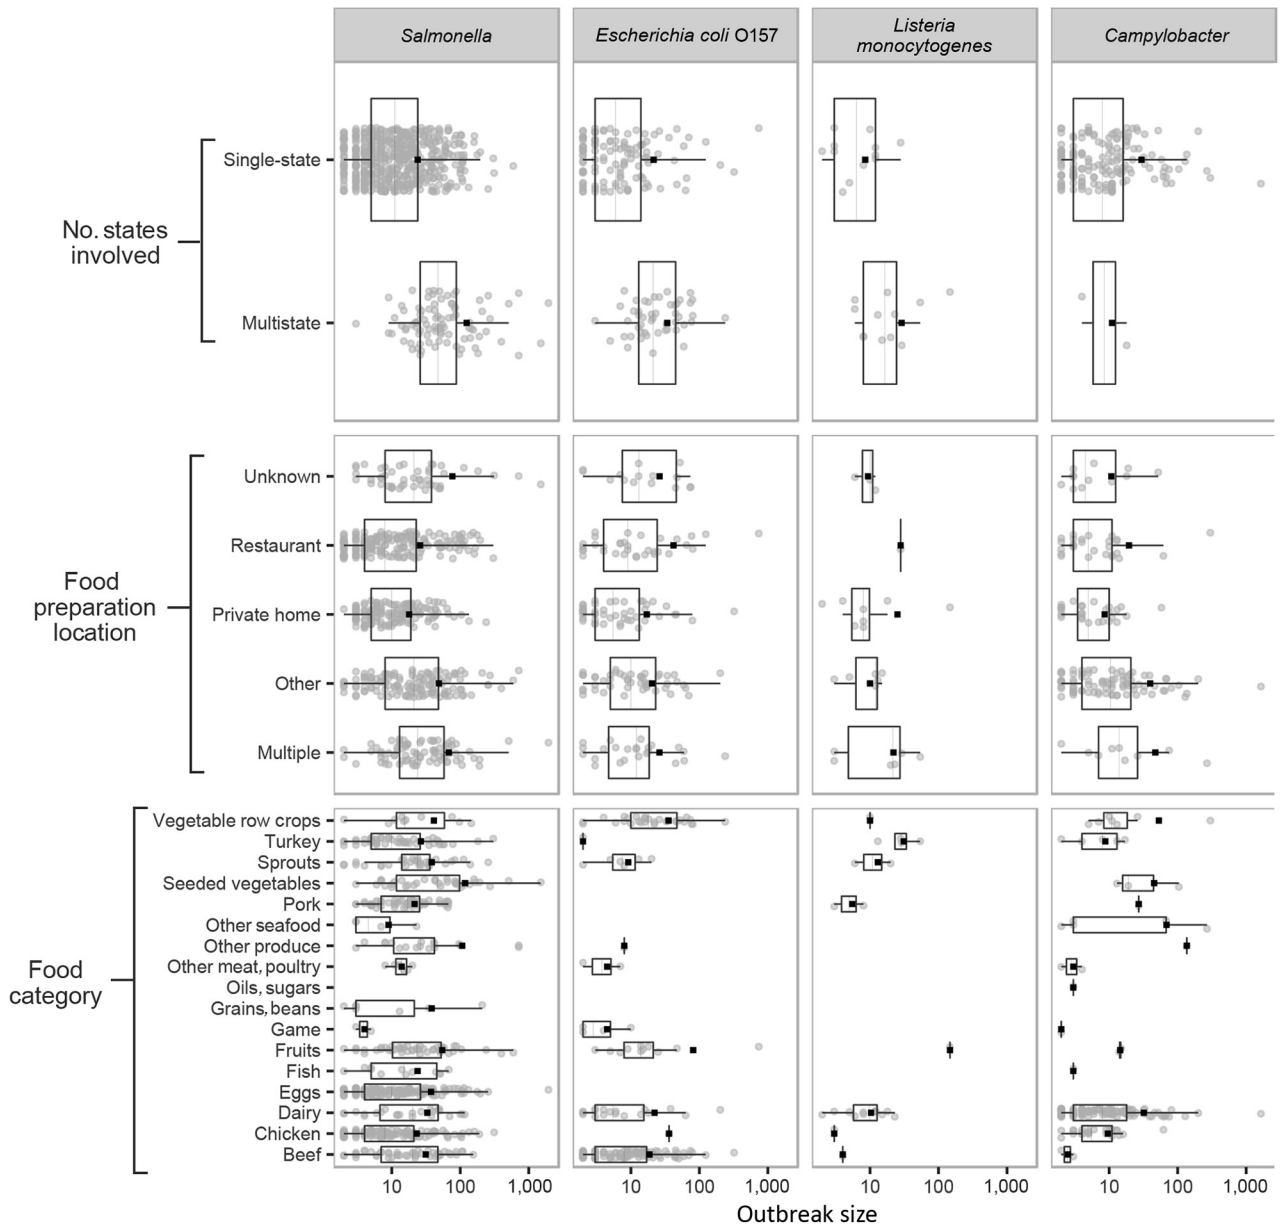 Salmonella
Escherichia coli O157
Listeria
monocytogenes
Campylobacter
No. states
involved
Single-state
Multistate
Food
preparation
location
Unknown
Restaurant
Private home
Other
Multiple
Food
category
Vegetable row crops
Turkey
Sprouts
Seeded vegetables
Pork
Other seafood
Other produce
Other meat, poultry
Oils, sugars
Grains, beans
Game
Fruits
Fish
Eggs
Dairy
Chicken
Beef
10 100 1,000 10 100 1,000 10 100 1,000 10 100 1,000
Outbreak size